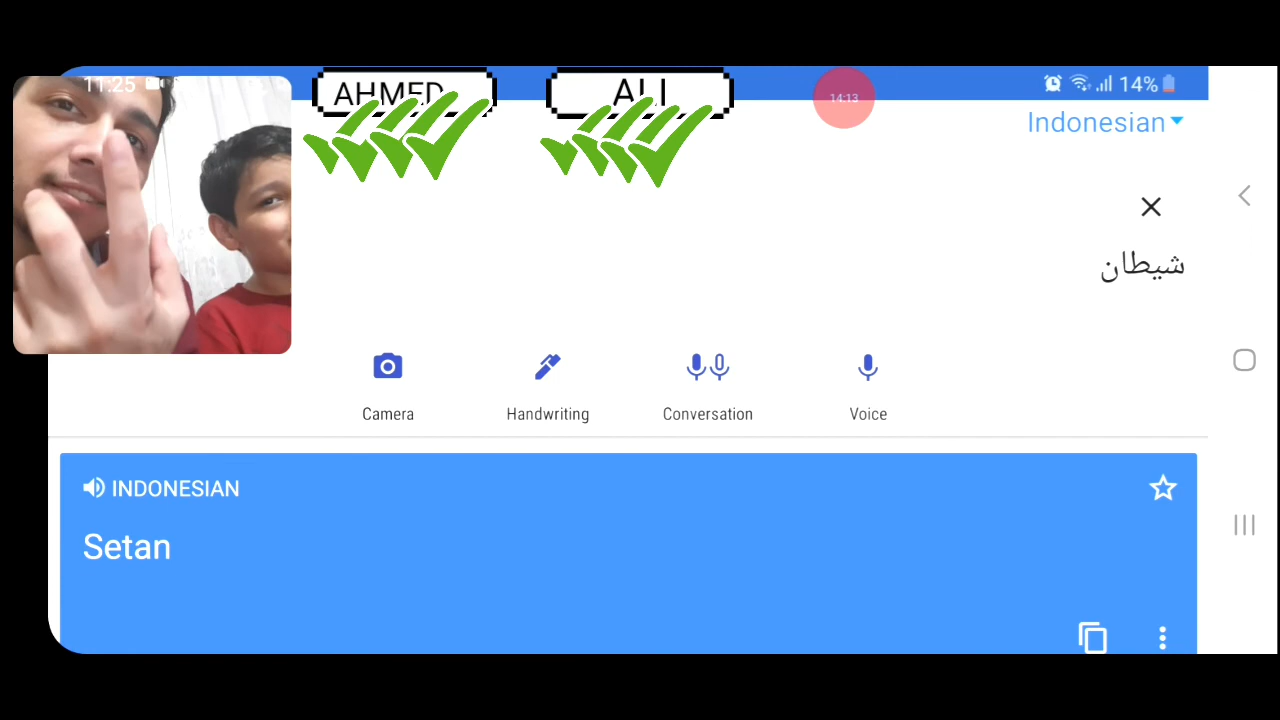 11:25
AHMED
ALI
14:13
14%
Indonesian
شيطان
Camera
Handwriting
Conversation
Voice
INDONESIAN
Setan